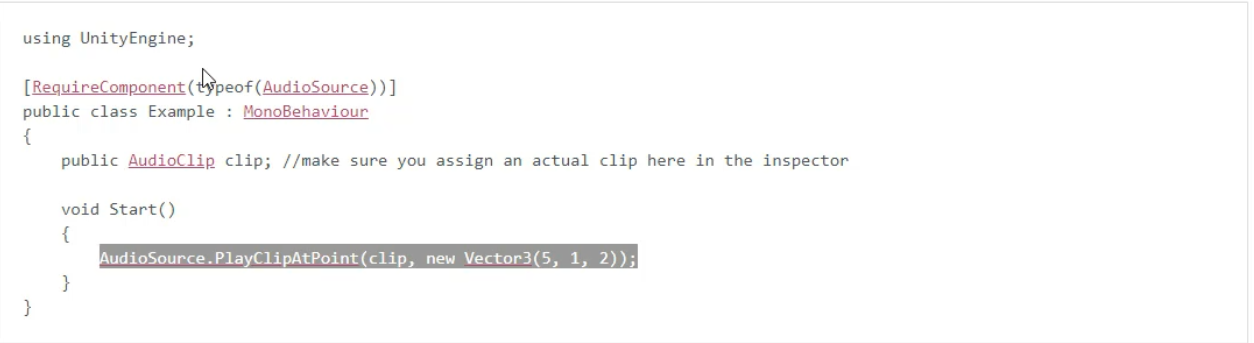 using UnityEngine;
[RequireComponent(typeof(AudioSource))]
public class Example : MonoBehaviour
{
public AudioClip clip; //make sure you assign an actual clip here in the inspector
void Start()
{
AudioSource.PlayClipAtPoint(clip, new Vector3(5, 1, 2));
}
}